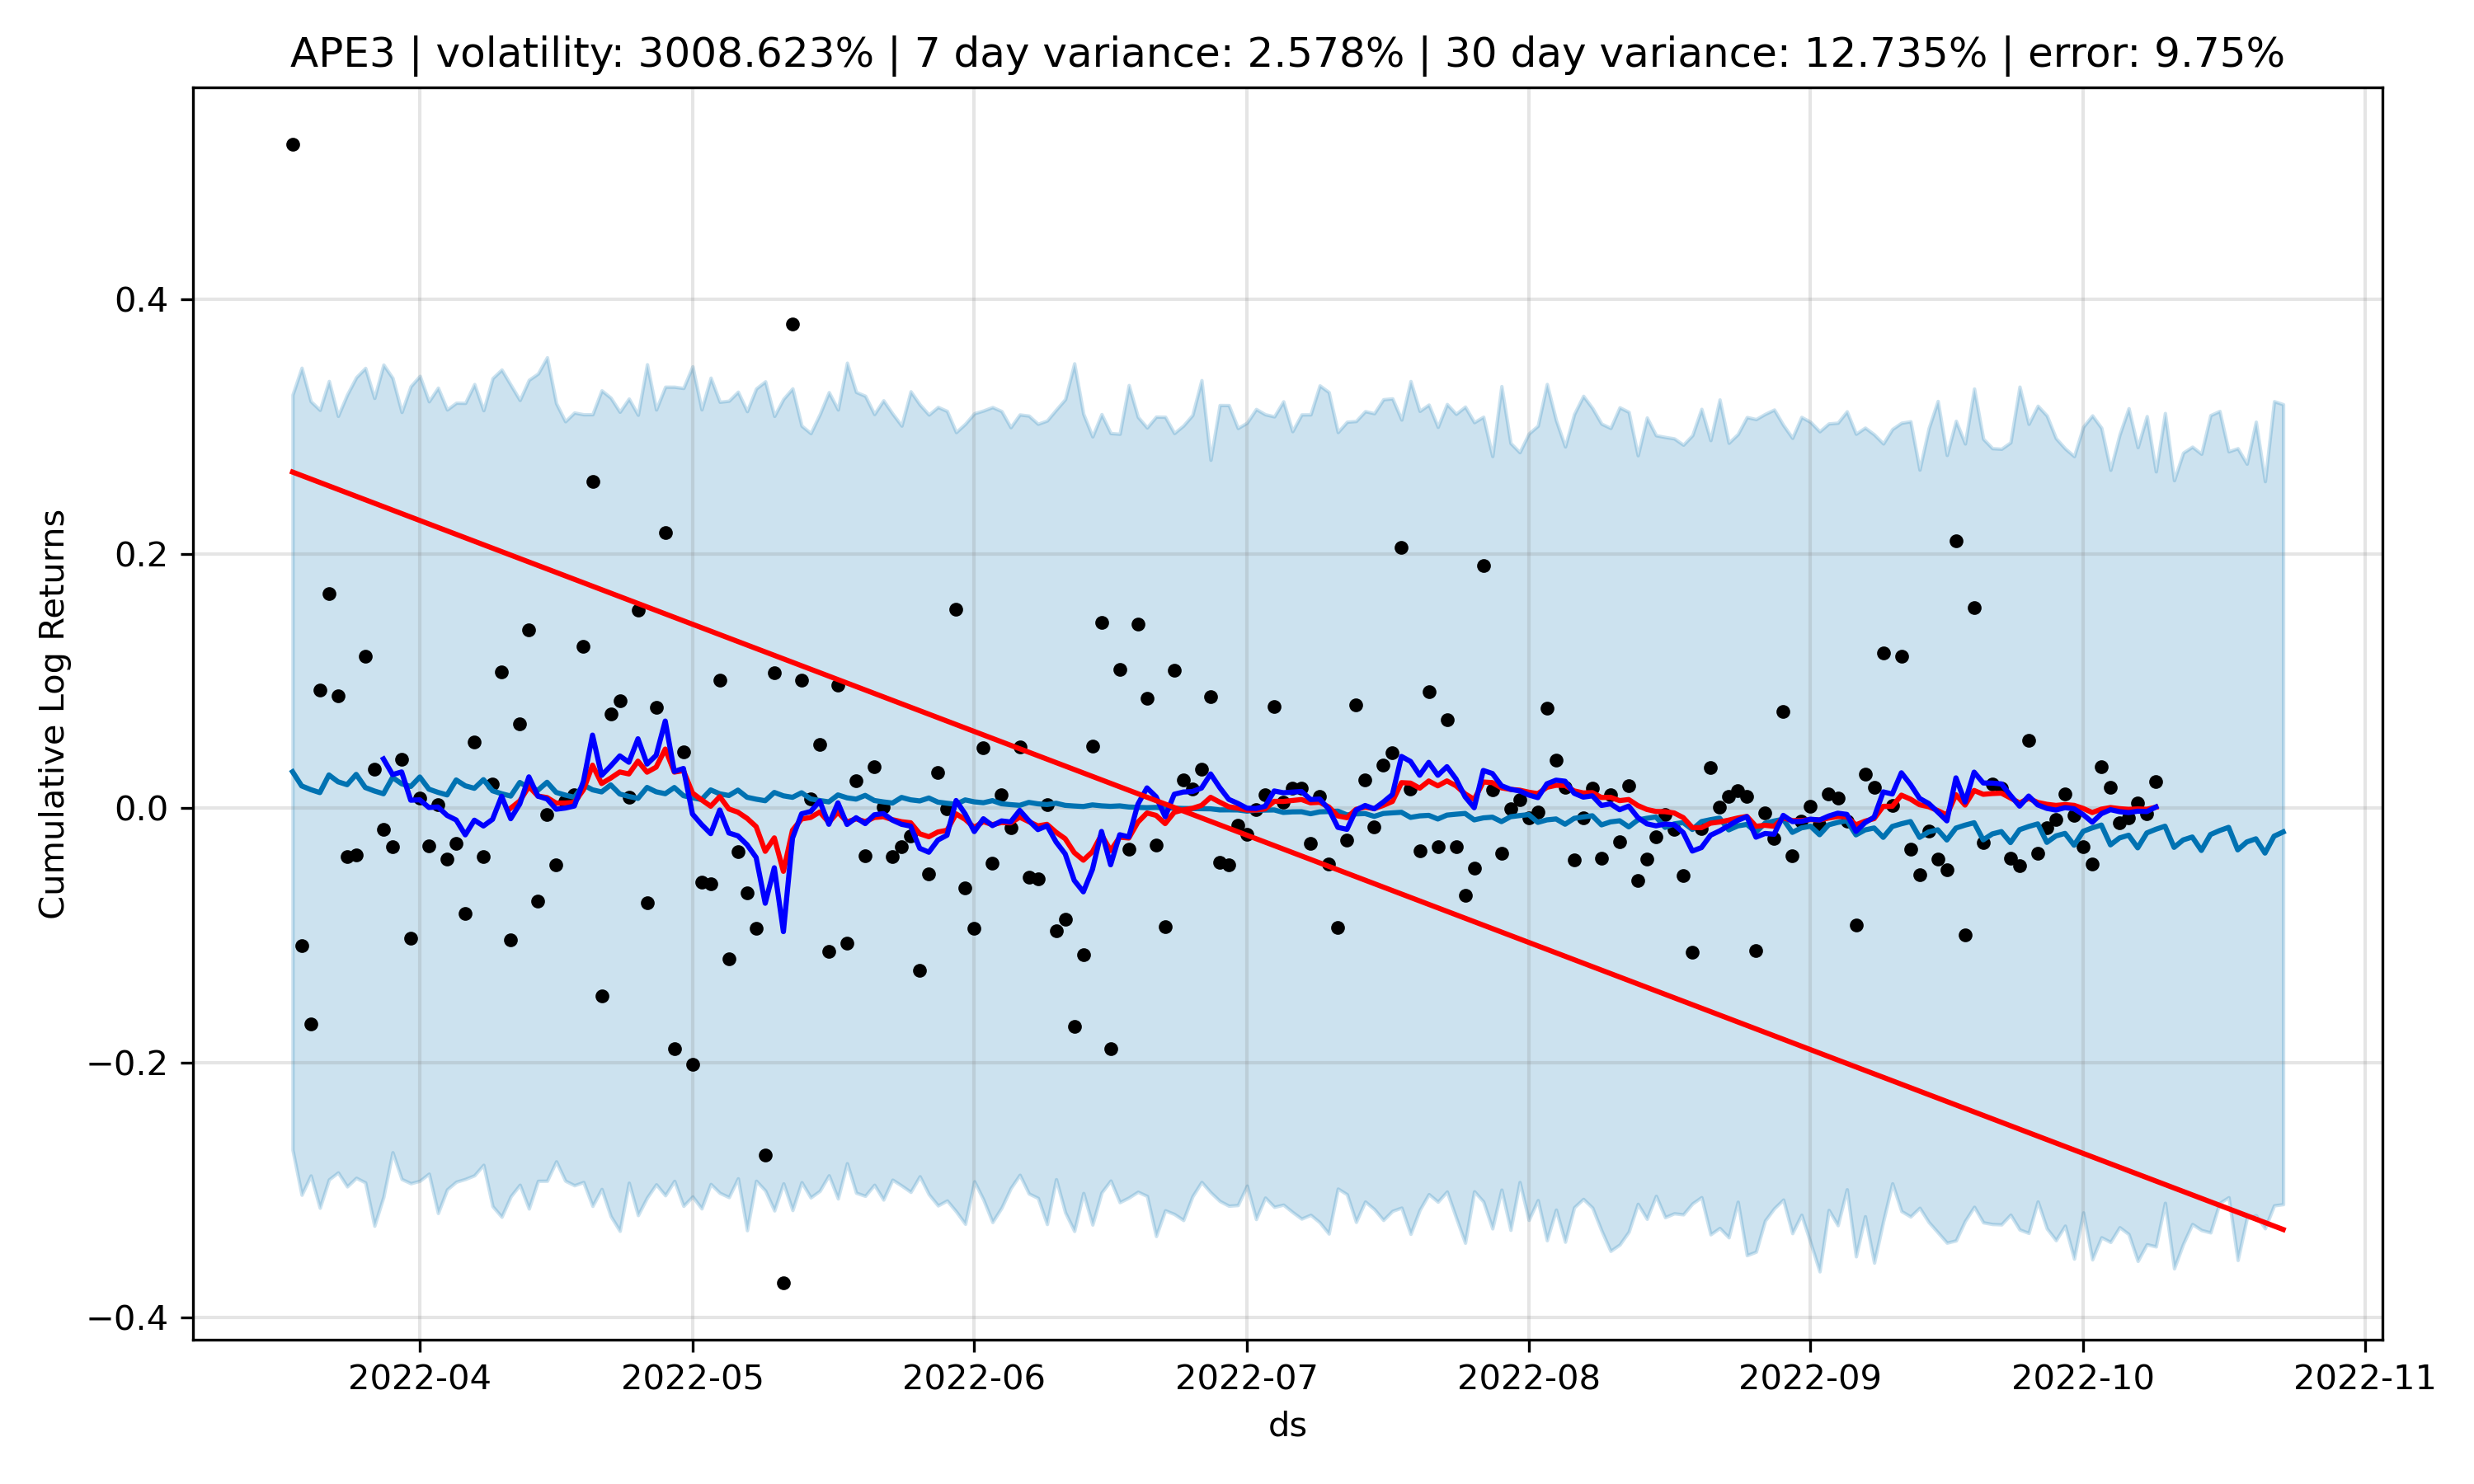 APE3 | volatility: 3008.623% | 7 day variance: 2.578% | 30 day variance: 12.735% | error: 9.75%
Cumulative Log Returns
0.4
0.2
0.0
−0.2
−0.4
2022-04 2022-05 2022-06 2022-07 2022-08 2022-09 2022-10 2022-11
ds